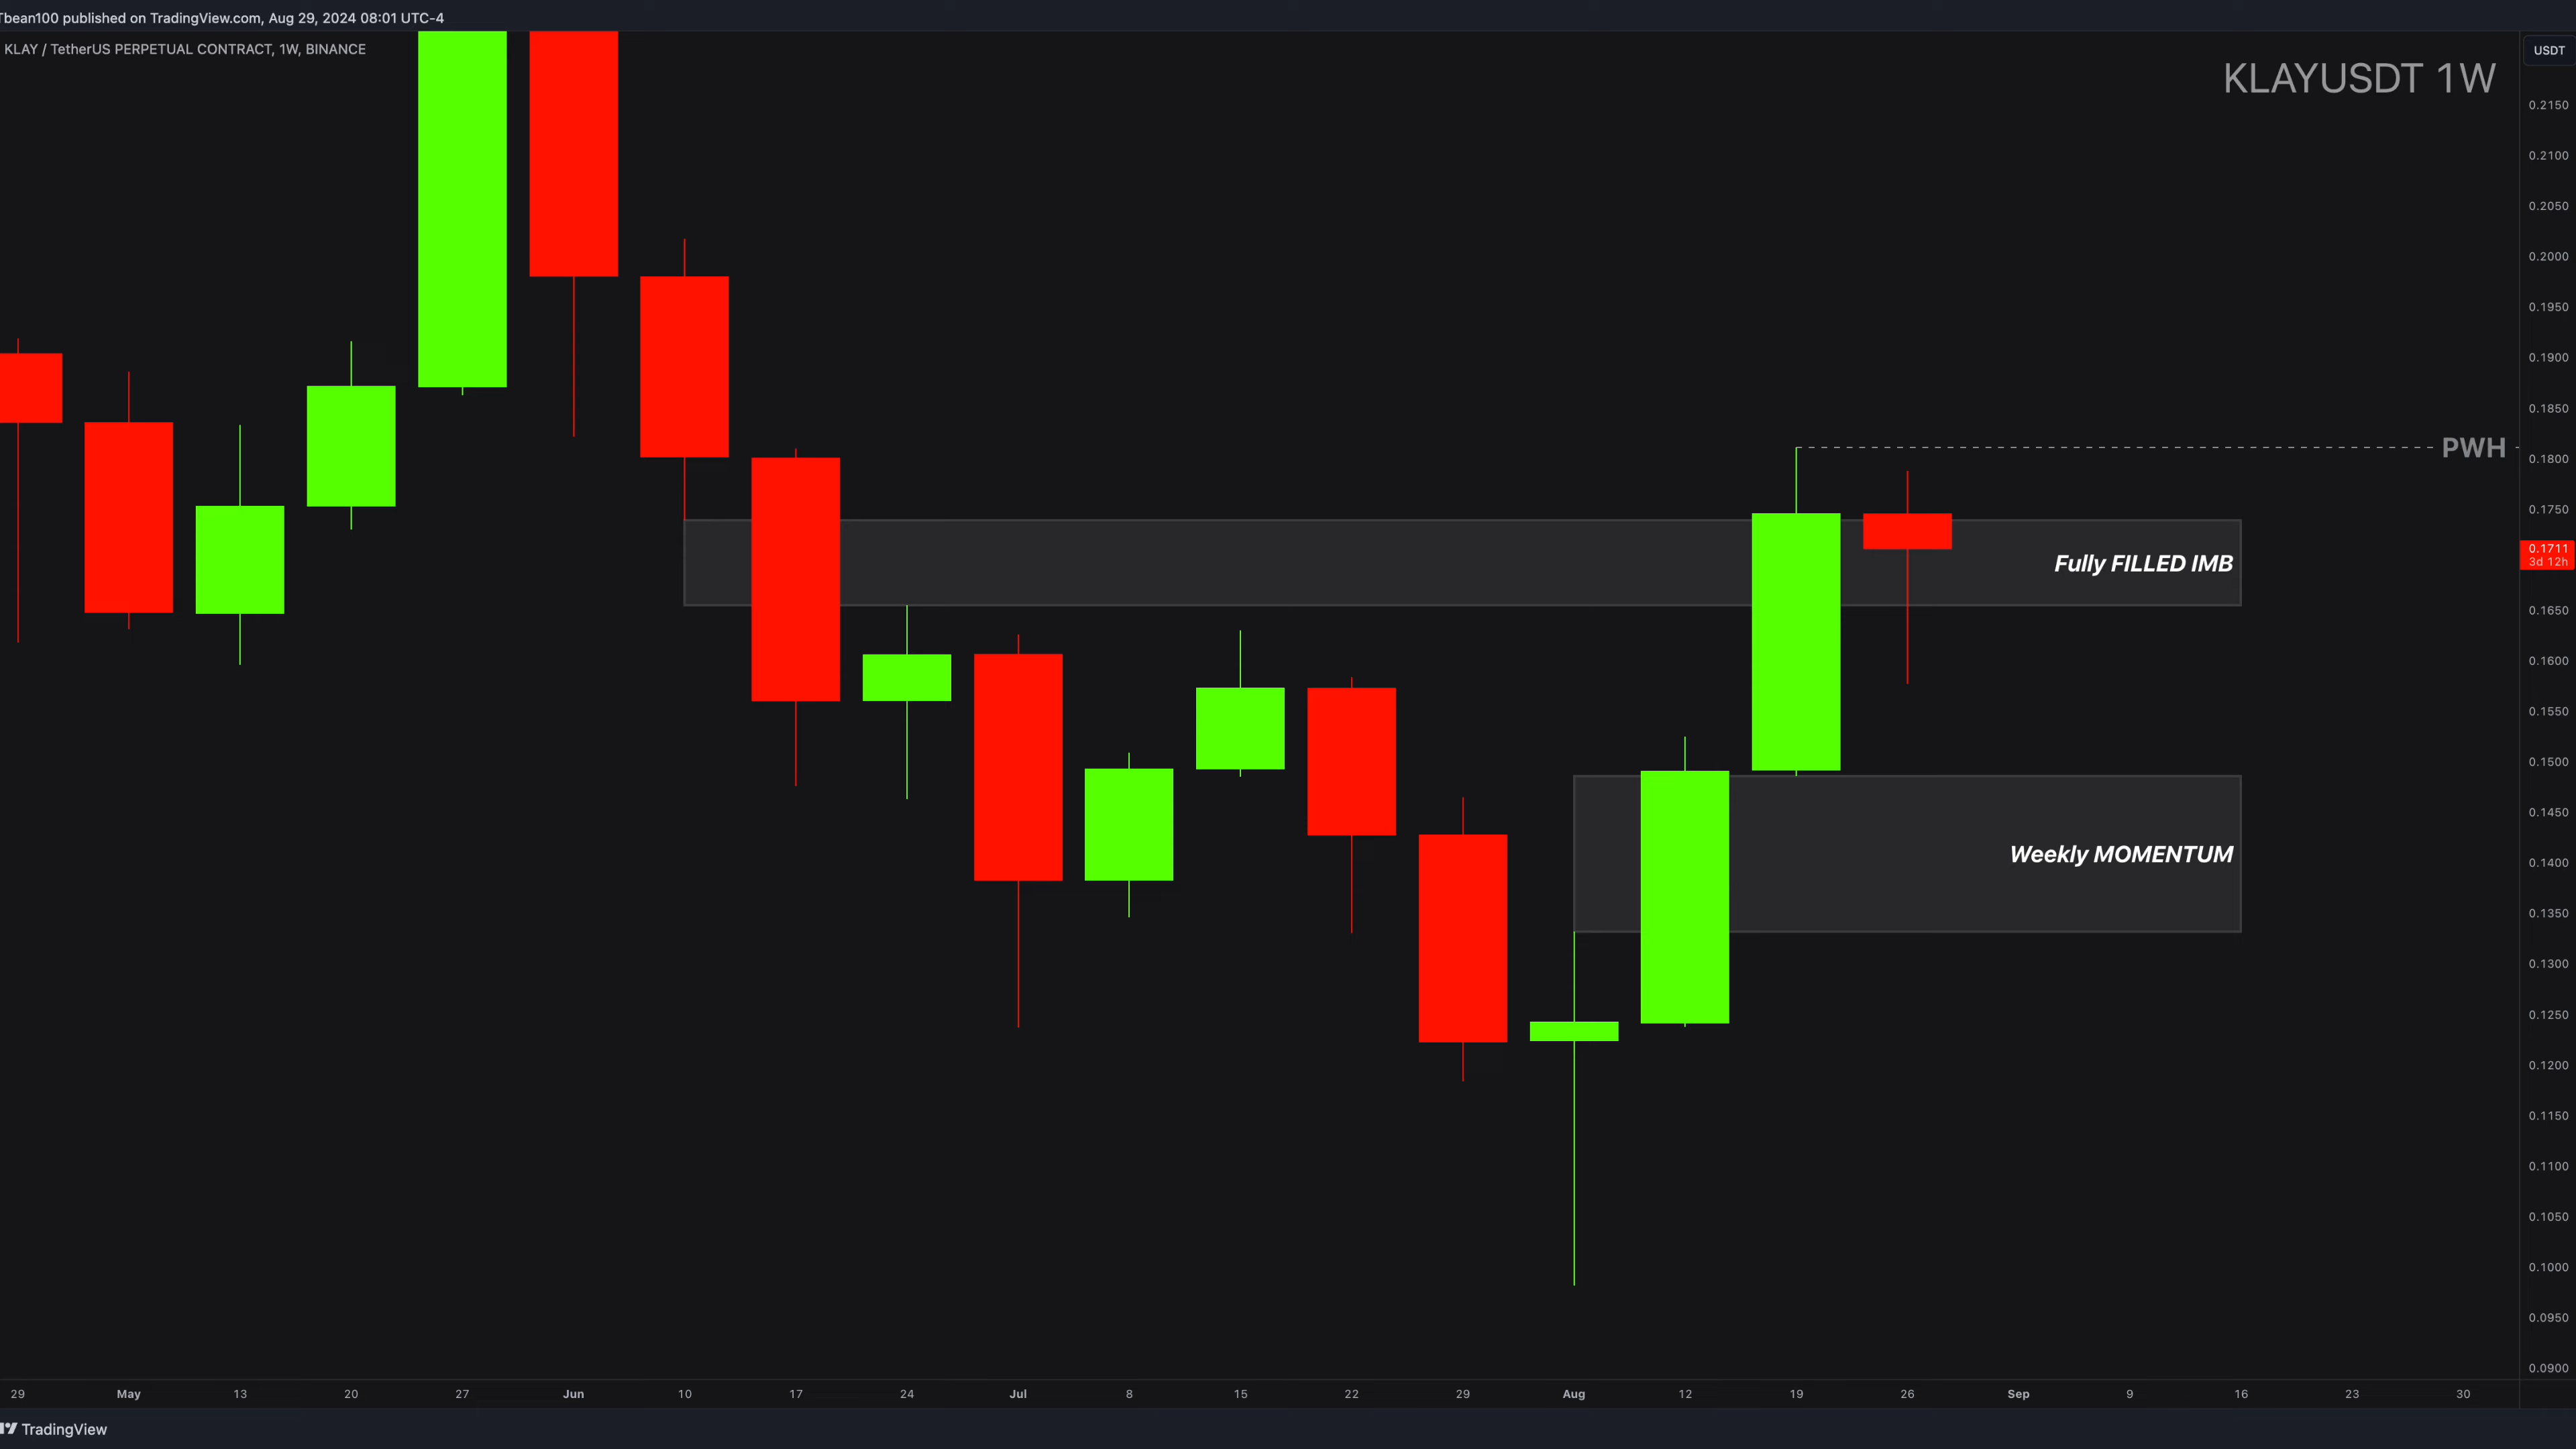 Tbean100 published on TradingView.com, Aug 29, 2024 08:01 UTC-4
KLAY / TetherUS PERPETUAL CONTRACT, 1W, BINANCE
USDT
KLAYUSDT 1W
0.2150
0.2100
0.2050
0.2000
0.1950
0.1900
0.1850
PWH
0.1800
0.1750
0.1711
3d 12h
Fully FILLED IMB
0.1650
0.1600
0.1550
0.1500
0.1450
Weekly MOMENTUM
0.1400
0.1350
0.1300
0.1250
0.1200
0.1150
0.1100
0.1050
0.1000
0.0950
0.0900
29 May 13 20 27 Jun 10 17 24 Jul 8 15 22 29 Aug 12 19 26 Sep 9 16 23 30
TradingView